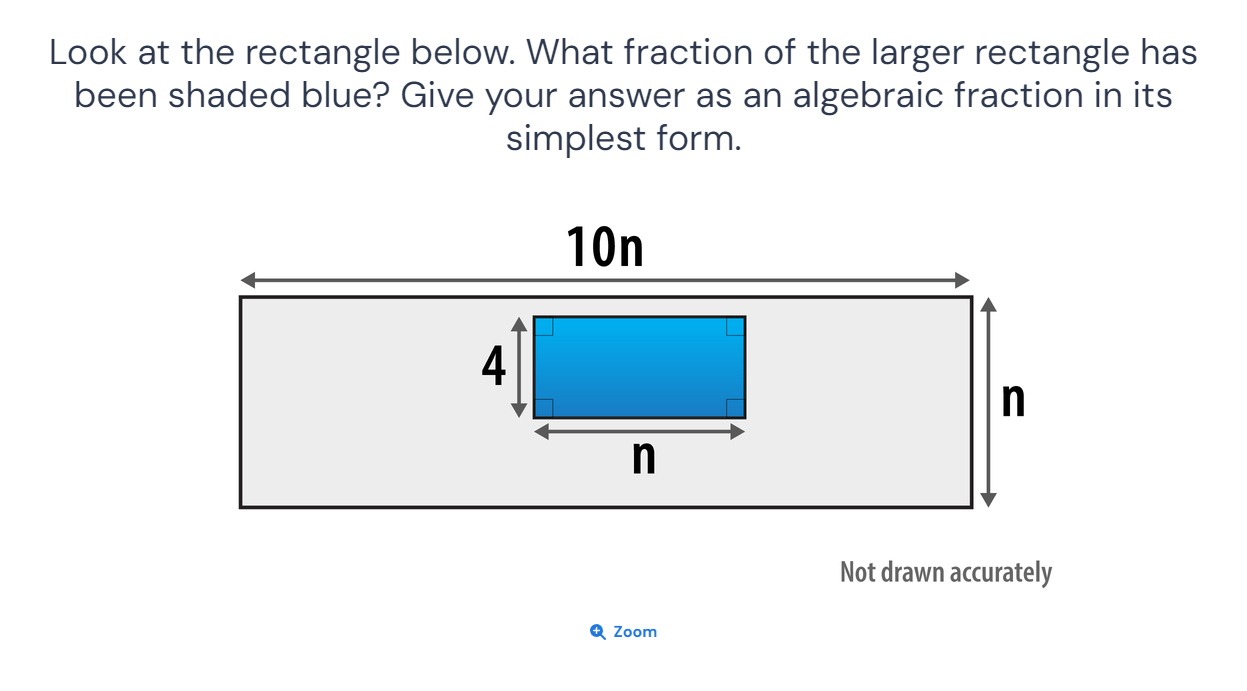 Look at the rectangle below. What fraction of the larger rectangle has
been shaded blue? Give your answer as an algebraic fraction in its
simplest form.
10n
4
n
n
Not drawn accurately
Zoom